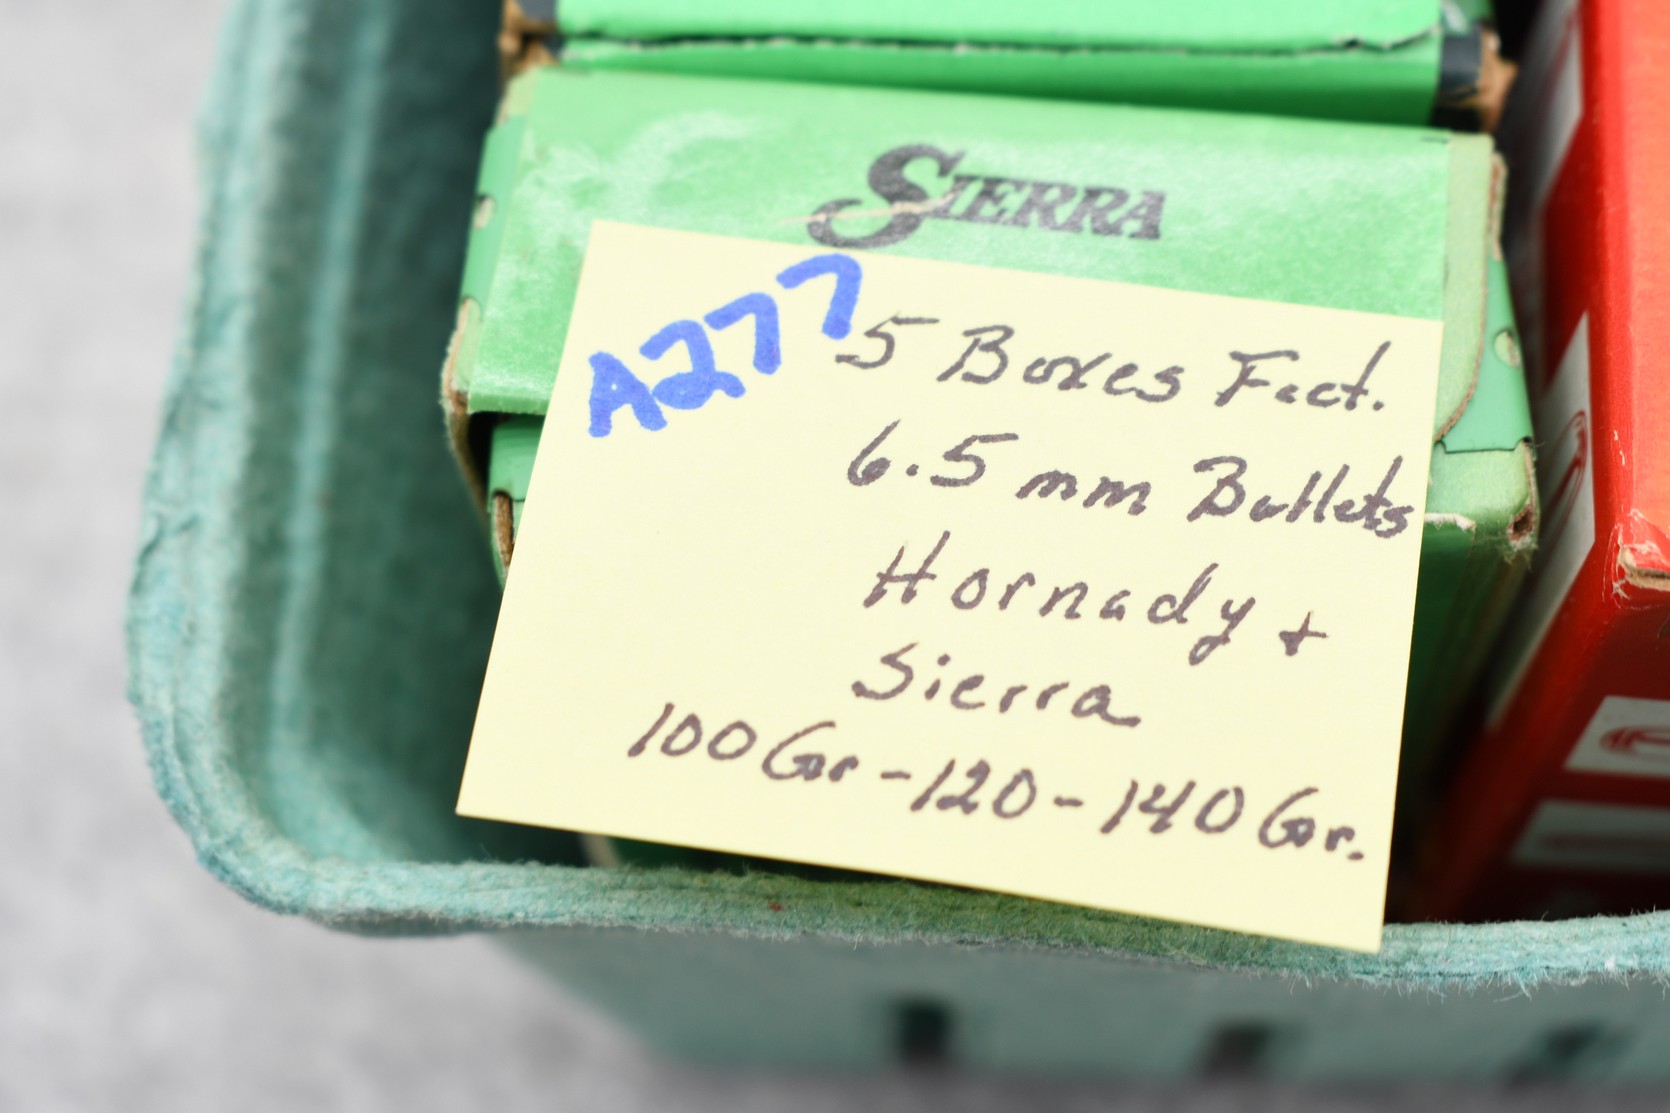 SIERRA
A277
5 Boxes Fact.
6.5 mm Bullets
Hornady +
Sierra
100 Gr - 120 - 140 Gr.